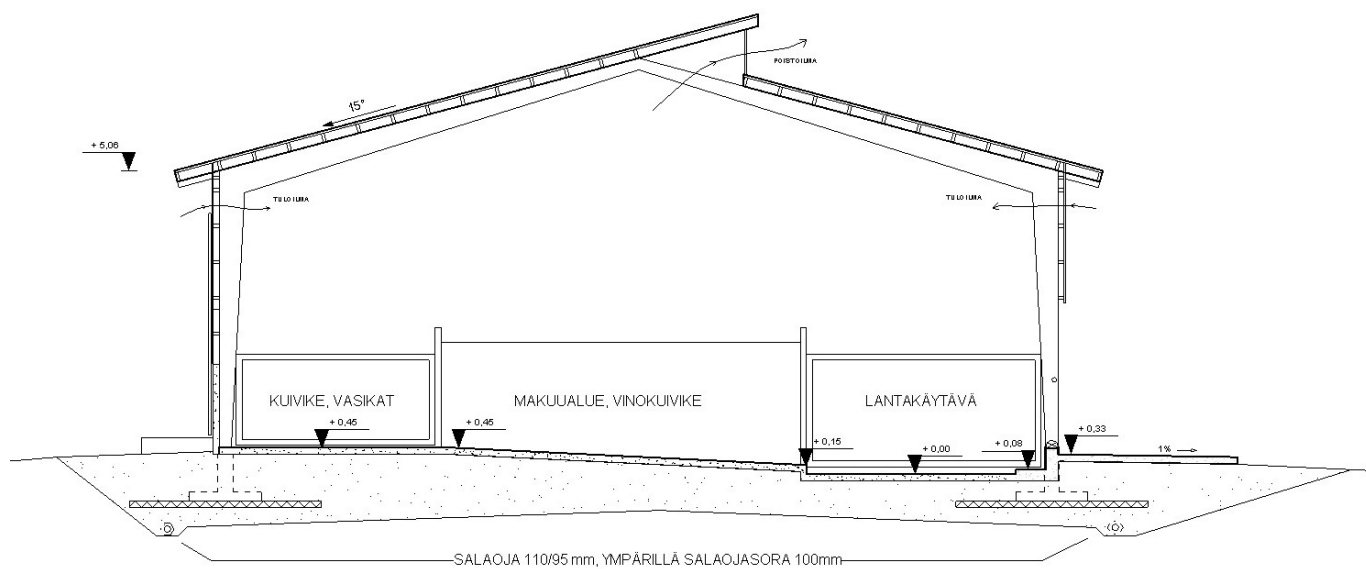 POISTOILMA
15°
+ 5,06
TULOILMA
TULOILMA
KUIVIKE, VASIKAT
MAKUUALUE, VINOKUIVIKE
LANTAKÄYTÄVÄ
+ 0,45
+ 0,45
+ 0,15
+ 0,00
+ 0,08
+ 0,33
1%
SALAOJA 110/95 mm, YMPÄRILLÄ SALAOJASORA 100mm